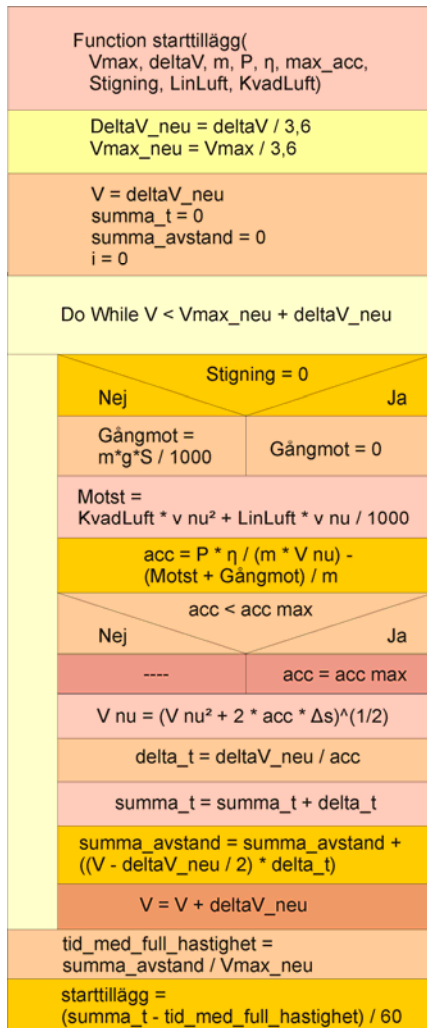 Function starttillägg(
Vmax, deltaV, m, P, η, max_acc,
Stigning, LinLuft, KvadLuft)
DeltaV_neu = deltaV / 3,6
Vmax_neu = Vmax / 3,6
V = deltaV_neu
summa_t = 0
summa_avstand = 0
i = 0
Do While V < Vmax_neu + deltaV_neu
Stigning = 0
Nej Ja
Gångmot =
m*g*S / 1000
Gångmot = 0
Motst =
KvadLuft * v nu² + LinLuft * v nu / 1000
acc = P * η / (m * V nu) -
(Motst + Gångmot) / m
acc < acc max
Nej Ja
---- acc = acc max
V nu = (V nu² + 2 * acc * Δs)^(1/2)
delta_t = deltaV_neu / acc
summa_t = summa_t + delta_t
summa_avstand = summa_avstand +
((V - deltaV_neu / 2) * delta_t)
V = V + deltaV_neu
tid_med_full_hastighet =
summa_avstand / Vmax_neu
starttillägg =
(summa_t - tid_med_full_hastighet) / 60